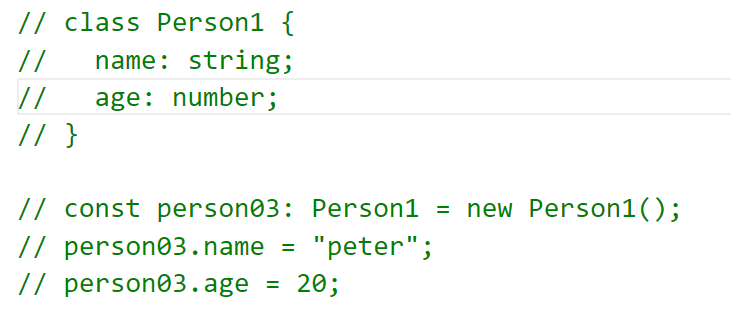 // class Person1 {
//   name: string;
//   age: number;
// }
// const person03: Person1 = new Person1();
// person03.name = "peter";
// person03.age = 20;